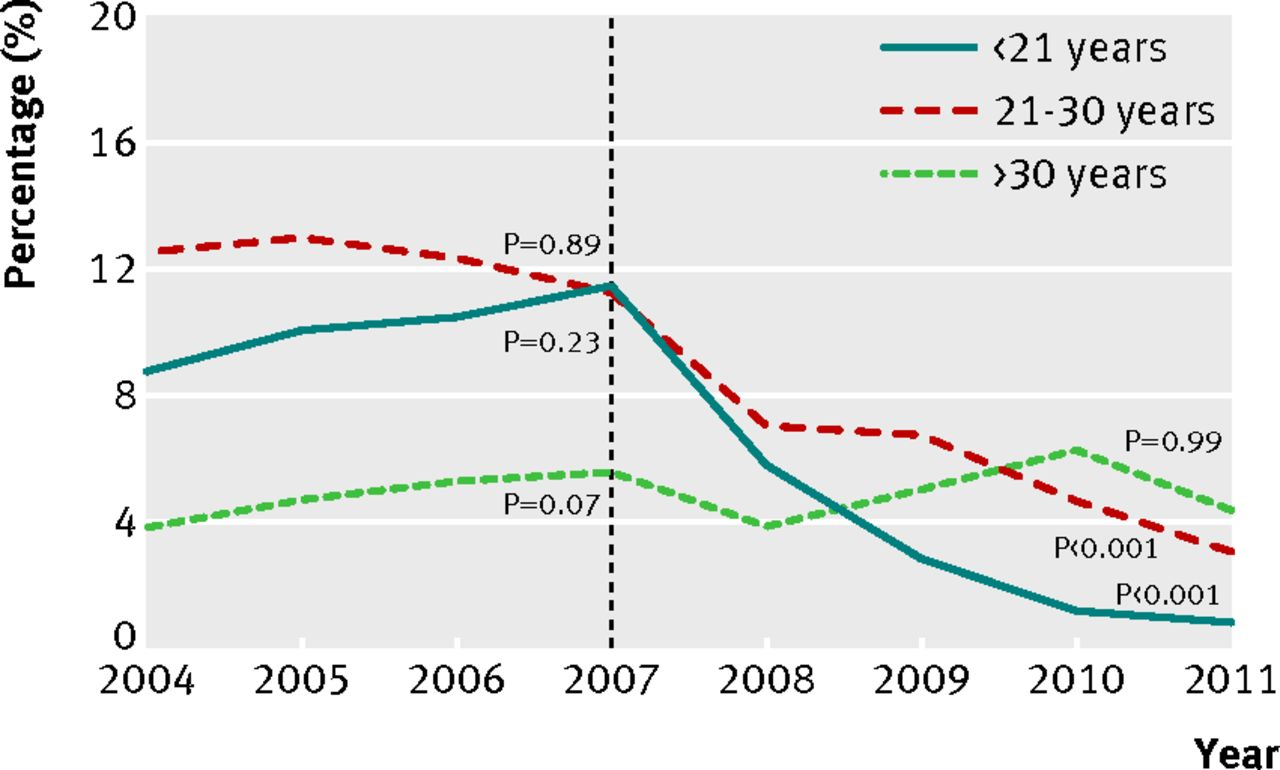 Percentage (%)
20
16
12
8
4
0
<21 years
21-30 years
>30 years
P=0.89
P=0.23
P=0.07
P=0.99
P<0.001
P<0.001
2004 2005 2006 2007 2008 2009 2010 2011
Year